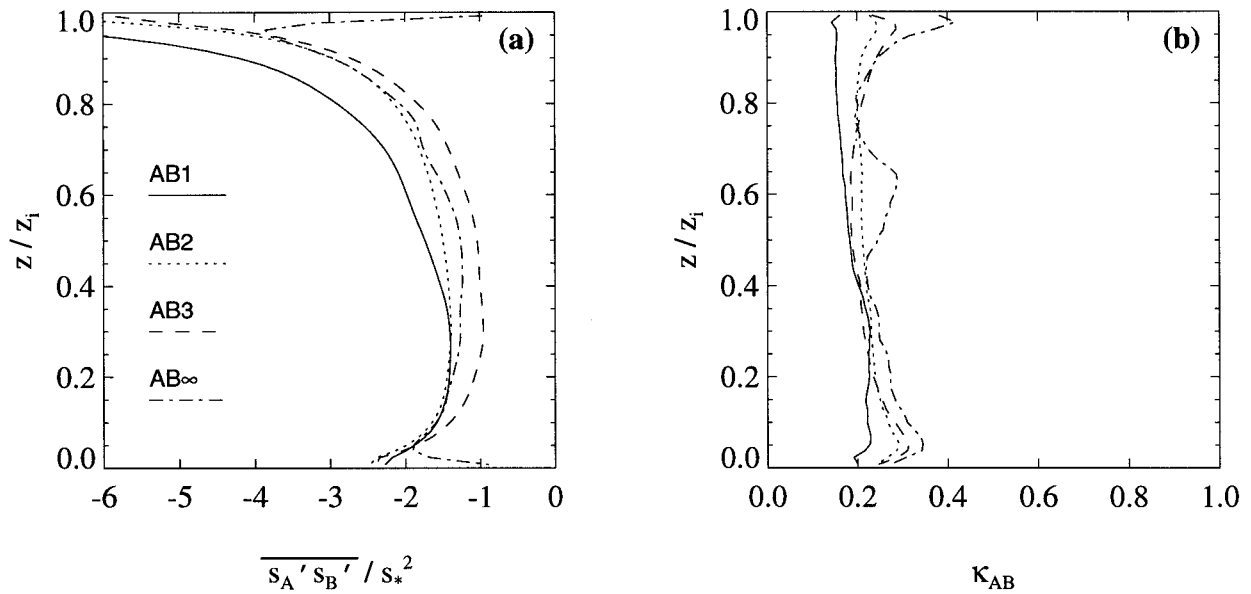 (a)
1.0
0.8
0.6
0.4
0.2
0.0
z / z_i
AB1
AB2
AB3
AB∞
-6 -5 -4 -3 -2 -1 0
s_A ′ s_B ′ / s_*²
(b)
1.0
0.8
0.6
0.4
0.2
0.0
z / z_i
0.0 0.2 0.4 0.6 0.8 1.0
κ_AB